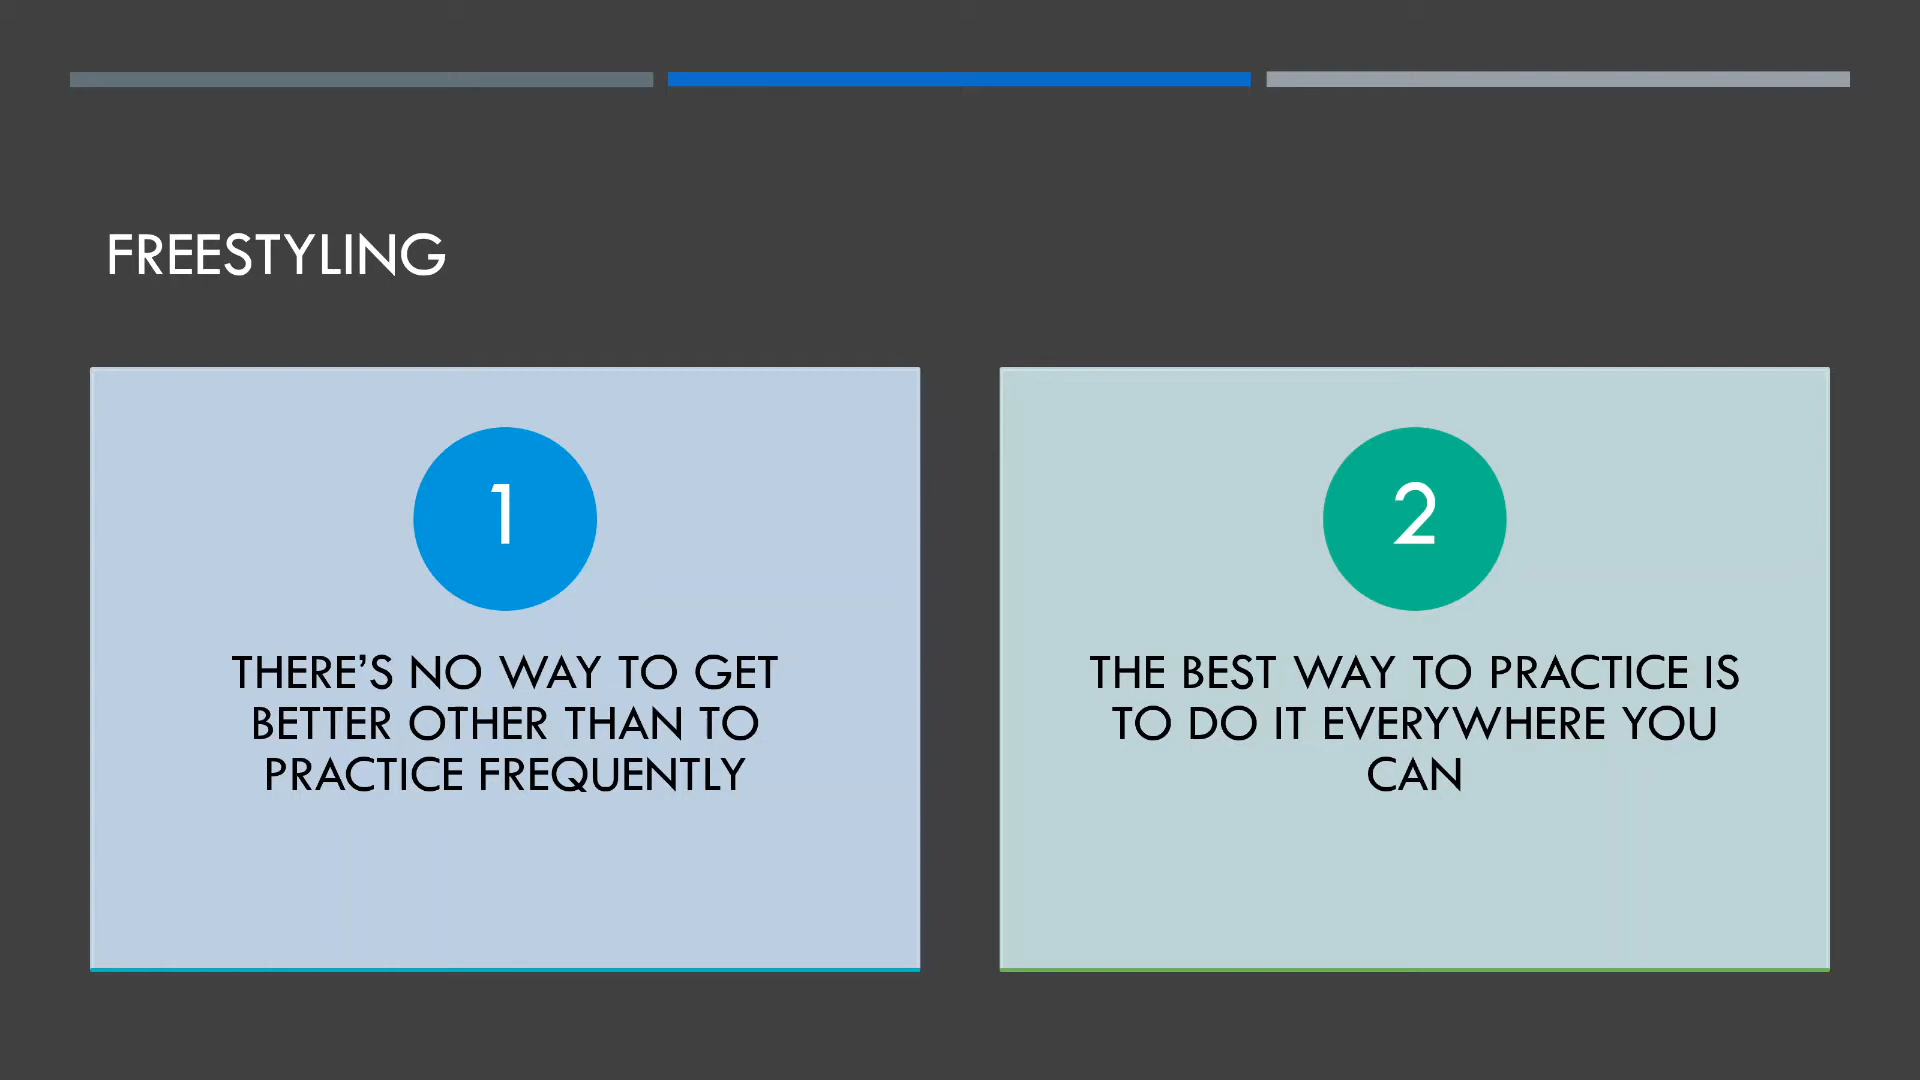 FREESTYLING
1
THERE’S NO WAY TO GET
BETTER OTHER THAN TO
PRACTICE FREQUENTLY
2
THE BEST WAY TO PRACTICE IS
TO DO IT EVERYWHERE YOU
CAN